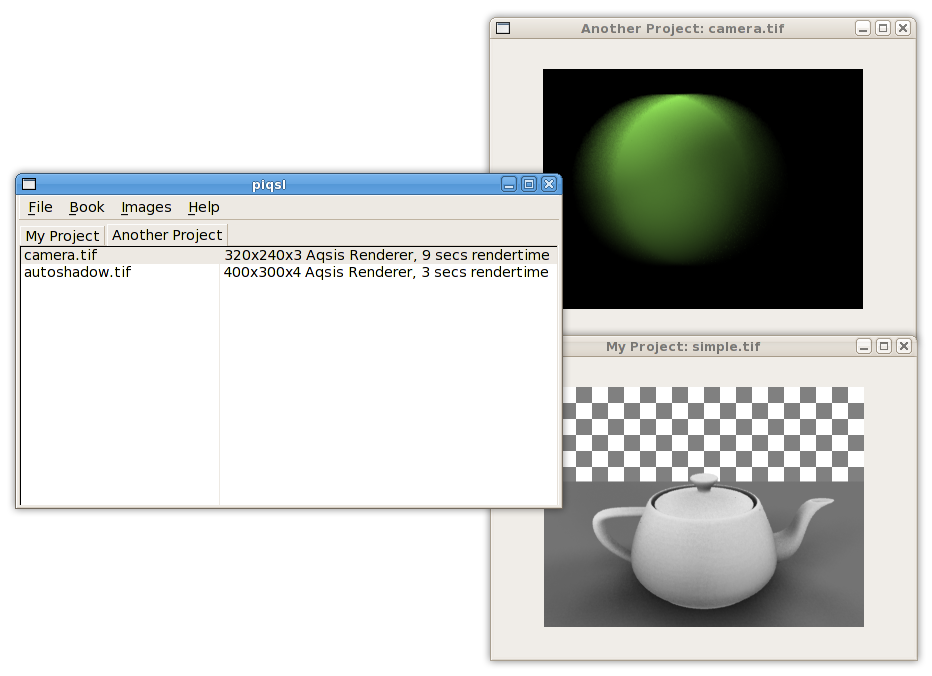 Another Project: camera.tif
piqsl
File Book Images Help
My Project Another Project
camera.tif 320x240x3 Aqsis Renderer, 9 secs rendertime
autoshadow.tif 400x300x4 Aqsis Renderer, 3 secs rendertime
My Project: simple.tif